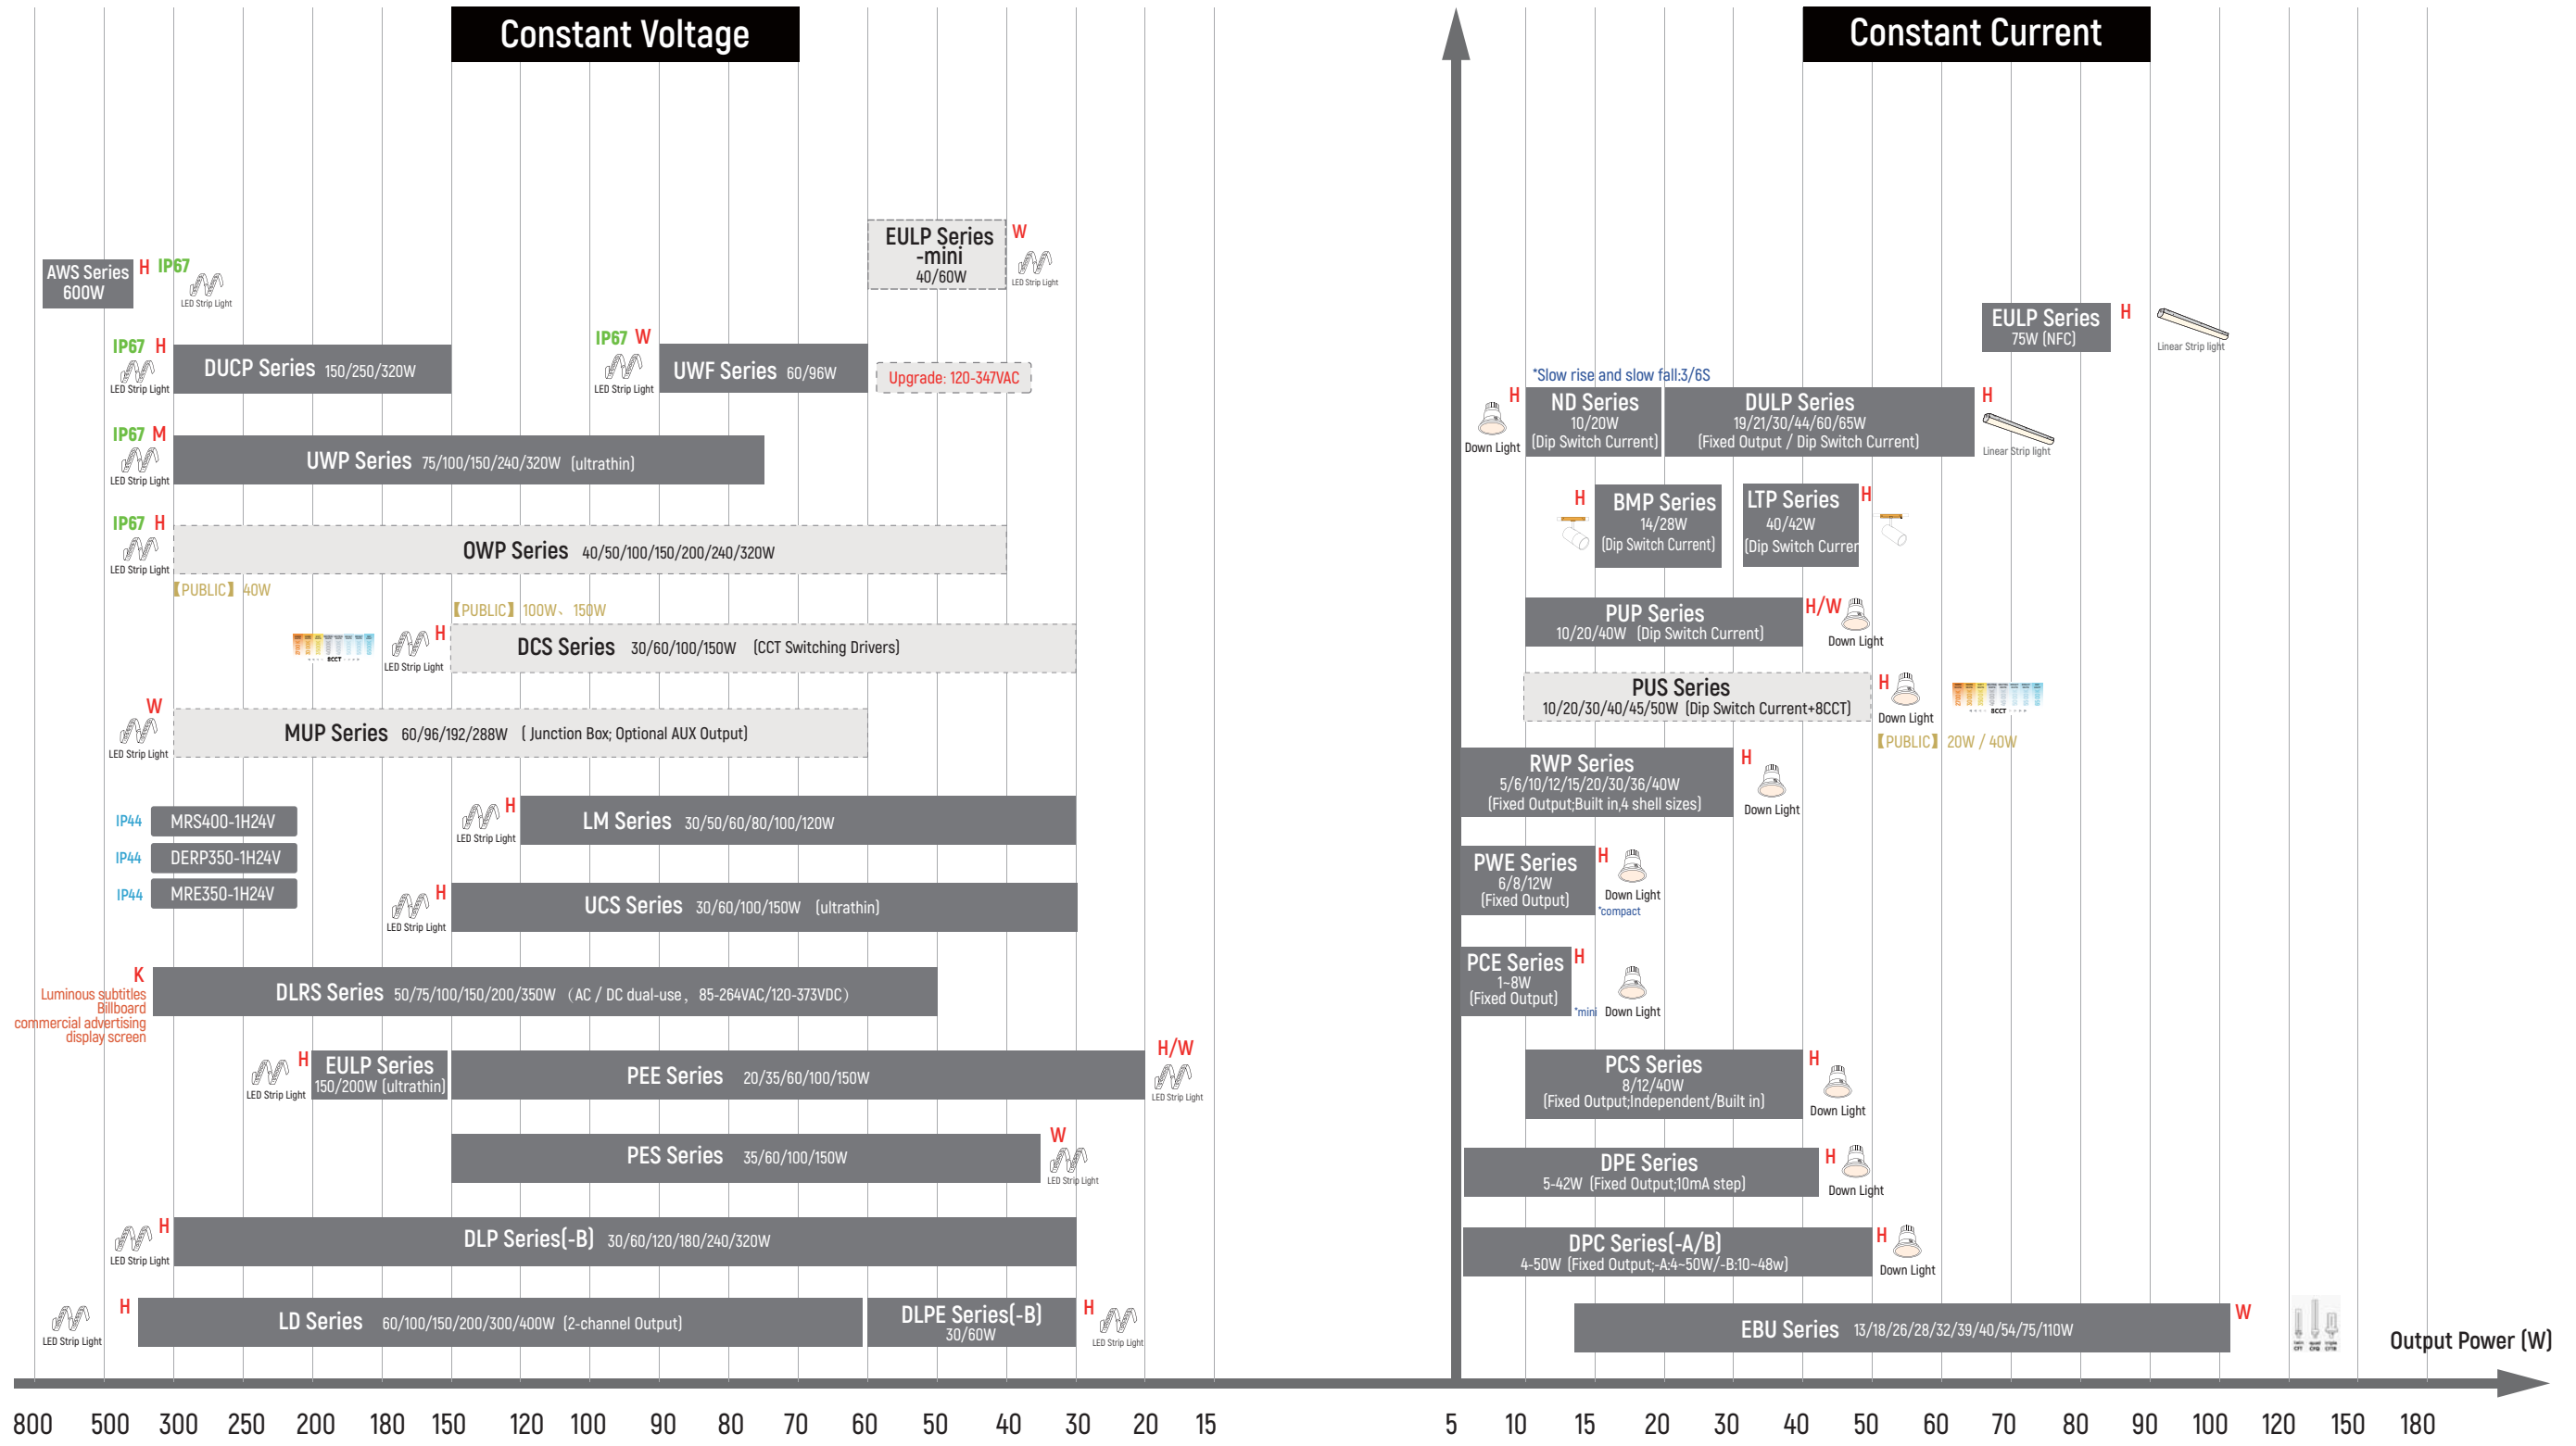 Constant Voltage
Constant Current
EULP Series
-mini
40/60W
W
LED Strip Light
AWS Series
600W
H IP67
LED Strip Light
EULP Series
75W (NFC)
H
Linear Strip light
IP67 H
LED Strip Light
DUCP Series 150/250/320W
IP67 W
LED Strip Light
UWF Series 60/96W
Upgrade: 120-347VAC
*Slow rise and slow fall:3/6S
H
Down Light
ND Series
10/20W
(Dip Switch Current)
DULP Series
19/21/30/44/60/65W
(Fixed Output / Dip Switch Current)
H
Linear Strip light
IP67 M
LED Strip Light
UWP Series 75/100/150/240/320W (ultrathin)
H
BMP Series
14/28W
(Dip Switch Current)
LTP Series
40/42W
(Dip Switch Curren
H
IP67 H
LED Strip Light
OWP Series 40/50/100/150/200/240/320W
【PUBLIC】 40W
PUP Series
10/20/40W (Dip Switch Current)
H/W
Down Light
【PUBLIC】 100W、150W
8CCT
LED Strip Light
H
DCS Series 30/60/100/150W (CCT Switching Drivers)
PUS Series
10/20/30/40/45/50W (Dip Switch Current+8CCT)
H
Down Light
8CCT
【PUBLIC】 20W / 40W
W
LED Strip Light
MUP Series 60/96/192/288W ( Junction Box; Optional AUX Output)
RWP Series
5/6/10/12/15/20/30/36/40W
(Fixed Output;Built in,4 shell sizes)
H
Down Light
IP44 MRS400-1H24V
IP44 DERP350-1H24V
IP44 MRE350-1H24V
H
LED Strip Light
LM Series 30/50/60/80/100/120W
PWE Series
6/8/12W
(Fixed Output)
H
Down Light
*compact
H
LED Strip Light
UCS Series 30/60/100/150W (ultrathin)
PCE Series
1~8W
(Fixed Output)
H
*mini
Down Light
K
Luminous subtitles
Billboard
commercial advertising
display screen
DLRS Series 50/75/100/150/200/350W （AC / DC dual-use，85-264VAC/120-373VDC）
H
LED Strip Light
EULP Series
150/200W (ultrathin)
PEE Series 20/35/60/100/150W
H/W
LED Strip Light
PCS Series
8/12/40W
(Fixed Output;Independent/Built in)
H
Down Light
PES Series 35/60/100/150W
W
LED Strip Light
DPE Series
5-42W (Fixed Output;10mA step)
H
Down Light
H
LED Strip Light
DLP Series(-B) 30/60/120/180/240/320W
DPC Series(-A/B)
4-50W (Fixed Output;-A:4~50W/-B:10~48w)
H
Down Light
H
LED Strip Light
LD Series 60/100/150/200/300/400W (2-channel Output)
DLPE Series(-B)
30/60W
H
LED Strip Light
EBU Series 13/18/26/28/32/39/40/54/75/110W
W
Output Power (W)
800 500 300 250 200 180 150 120 100 90 80 70 60 50 40 30 20 15
5 10 15 20 30 40 50 60 70 80 90 100 120 150 180